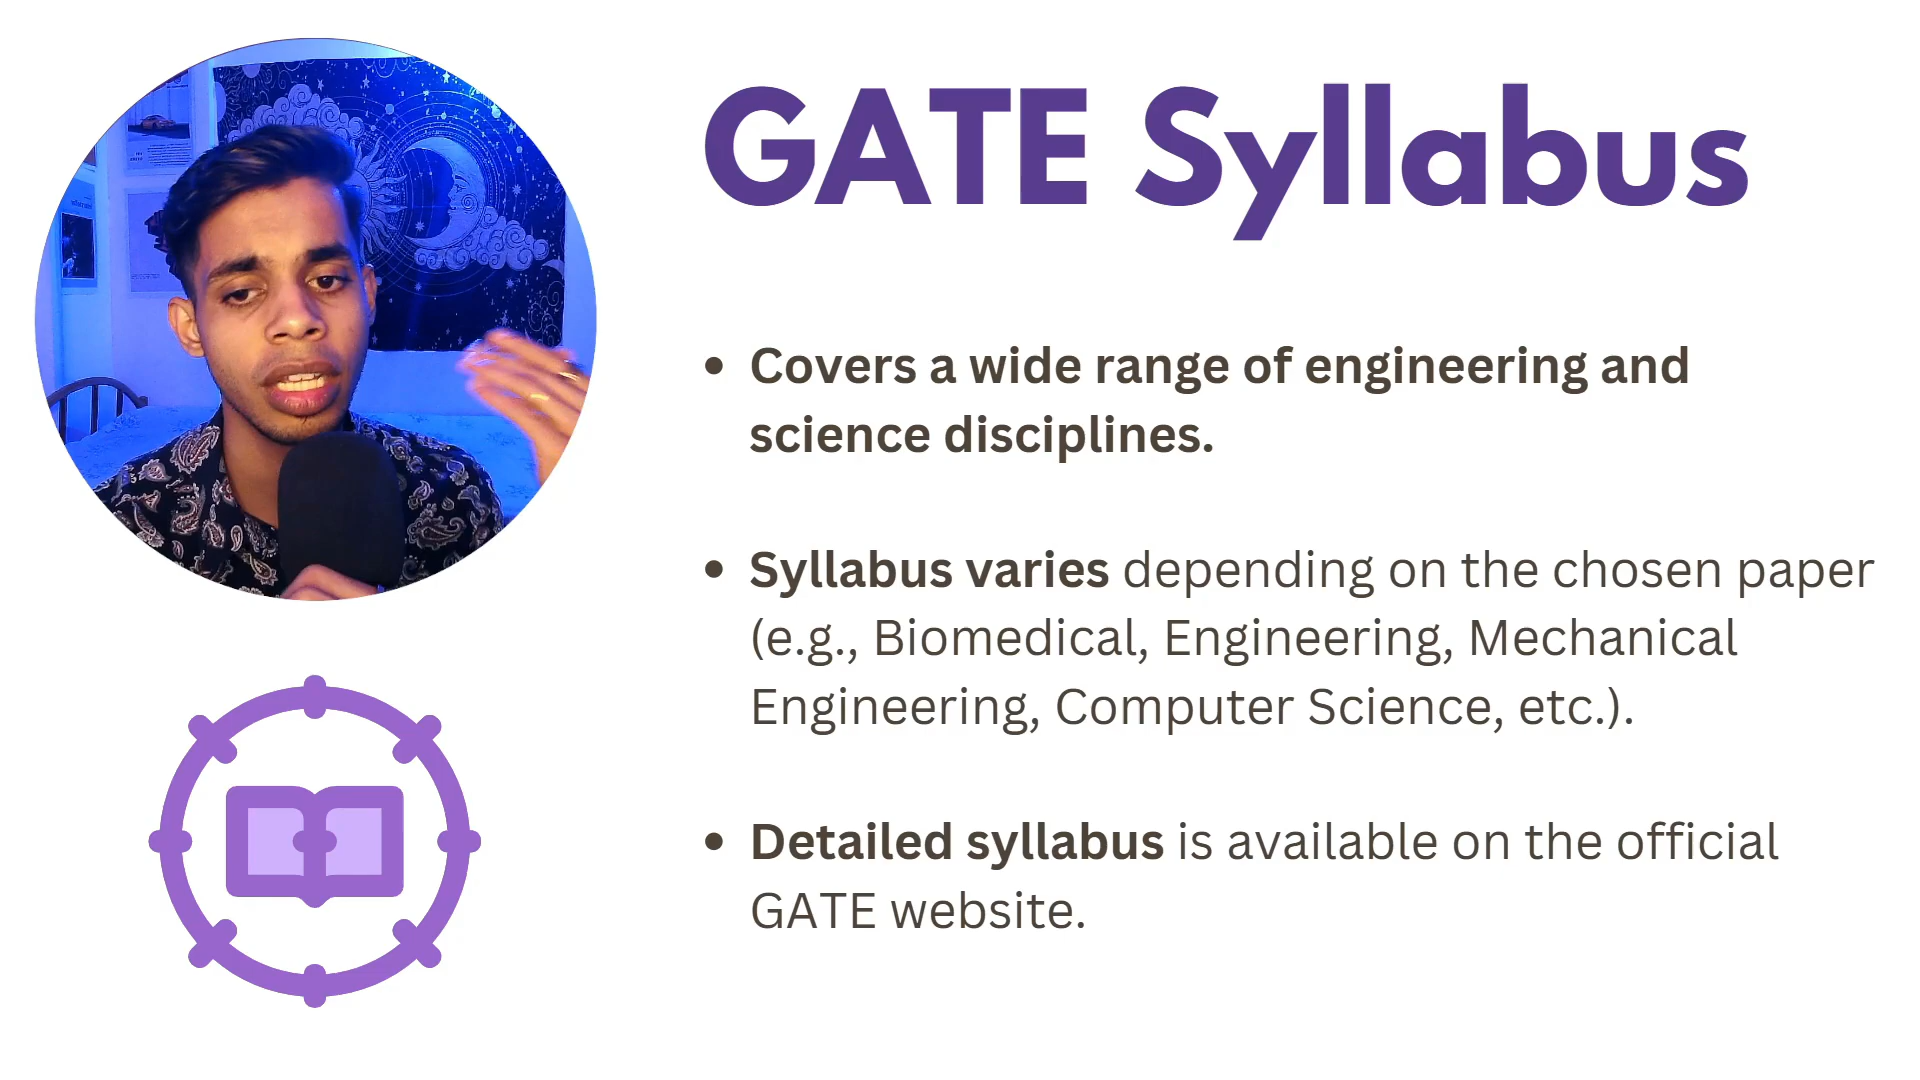 GATE Syllabus
• Covers a wide range of engineering and
science disciplines.
• Syllabus varies depending on the chosen paper
(e.g., Biomedical, Engineering, Mechanical
Engineering, Computer Science, etc.).
• Detailed syllabus is available on the official
GATE website.